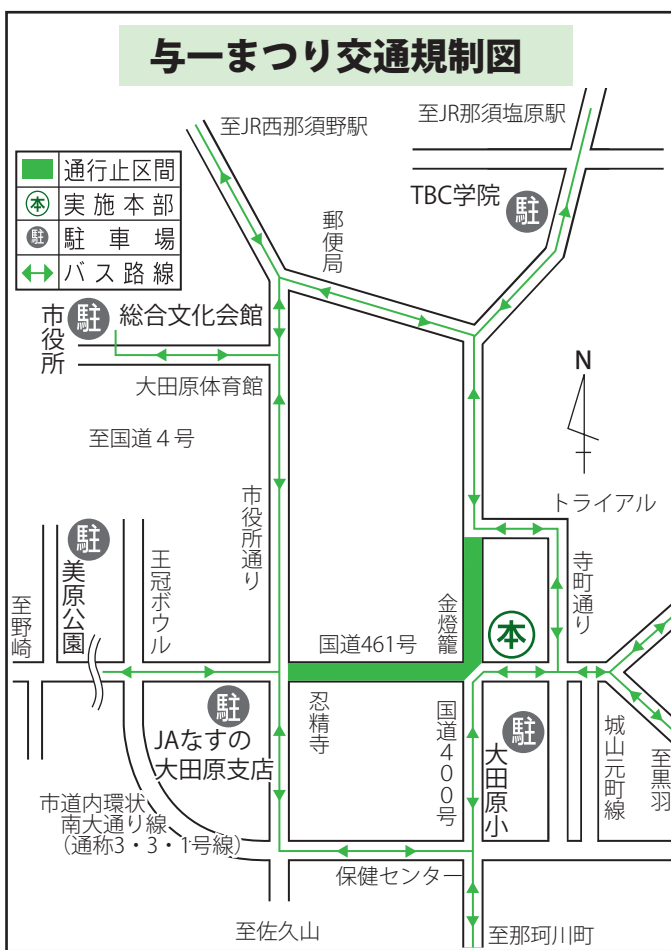 与一まつり交通規制図
至JR西那須野駅
至JR那須塩原駅
通行止区間
本 実施本部
駐 駐車場
バス路線
TBC学院
駐
郵便局
市役所
駐
総合文化会館
大田原体育館
至国道４号
N
市役所通り
トライアル
駐
美原公園
王冠ボウル
至野崎
金燈籠
本
寺町通り
国道461号
駐
JAなすの
大田原支店
忍精寺
国道４００号
駐
大田原小
城山元町線
至黒羽
市道内環状
南大通り線
（通称3・3・1号線）
保健センター
至佐久山
至那珂川町